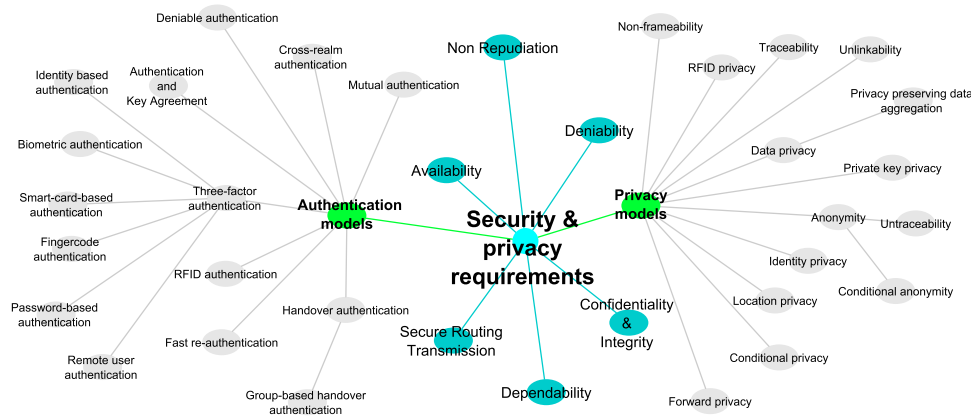 Deniable authentication
Cross-realm
authentication
Mutual authentication
Authentication
and
Key Agreement
Identity based
authentication
Biometric authentication
Smart-card-based
authentication
Three-factor
authentication
Fingercode
authentication
Password-based
authentication
Remote user
authentication
RFID authentication
Fast re-authentication
Handover authentication
Group-based handover
authentication
Authentication
models
Non Repudiation
Deniability
Availability
Security &
privacy
requirements
Secure Routing
Transmission
Dependability
Confidentiality
&
Integrity
Privacy
models
Non-frameability
RFID privacy
Traceability
Unlinkability
Privacy preserving data
aggregation
Data privacy
Private key privacy
Anonymity
Untraceability
Identity privacy
Conditional anonymity
Location privacy
Conditional privacy
Forward privacy